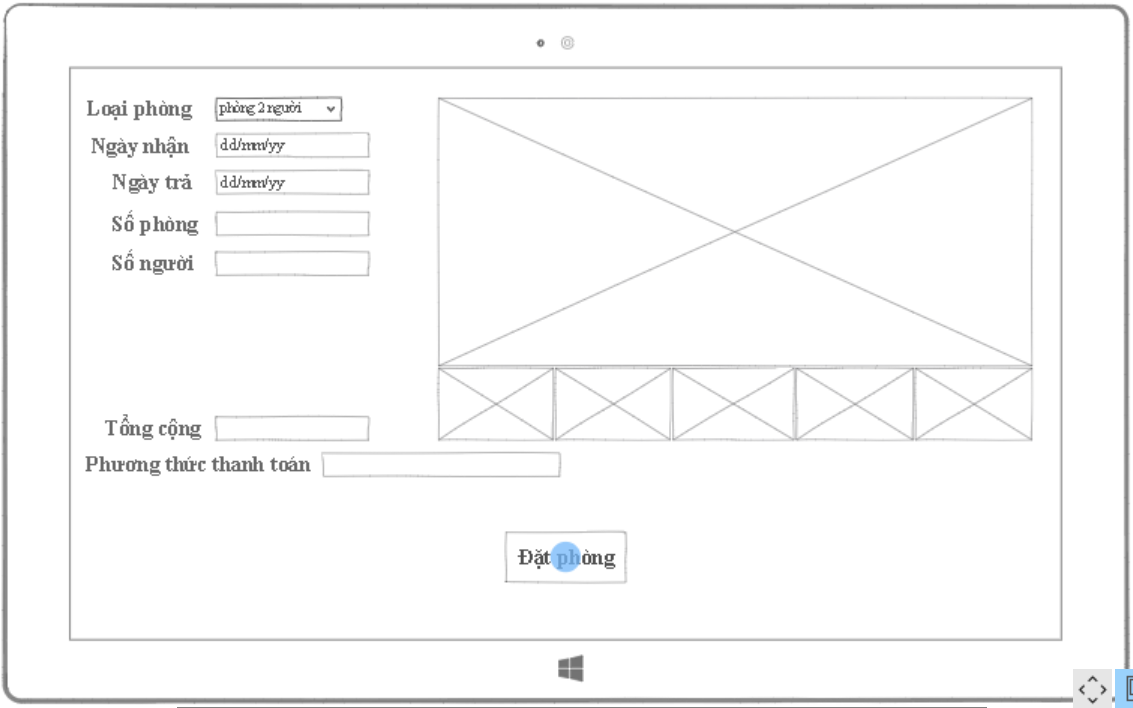 Loại phòng phòng 2 người
Ngày nhận dd/mm/yy
Ngày trả dd/mm/yy
Số phòng
Số người
Tổng cộng
Phương thức thanh toán
Đặt phòng